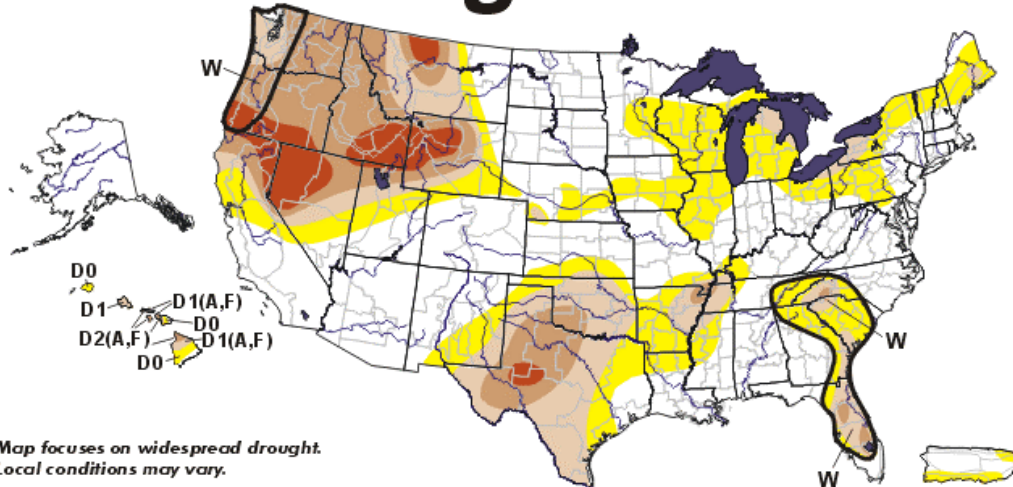 g
W
D0
D1
D1(A,F)
D0
D2(A,F)
D1(A,F)
D0
W
W
Map focuses on widespread drought.
Local conditions may vary.